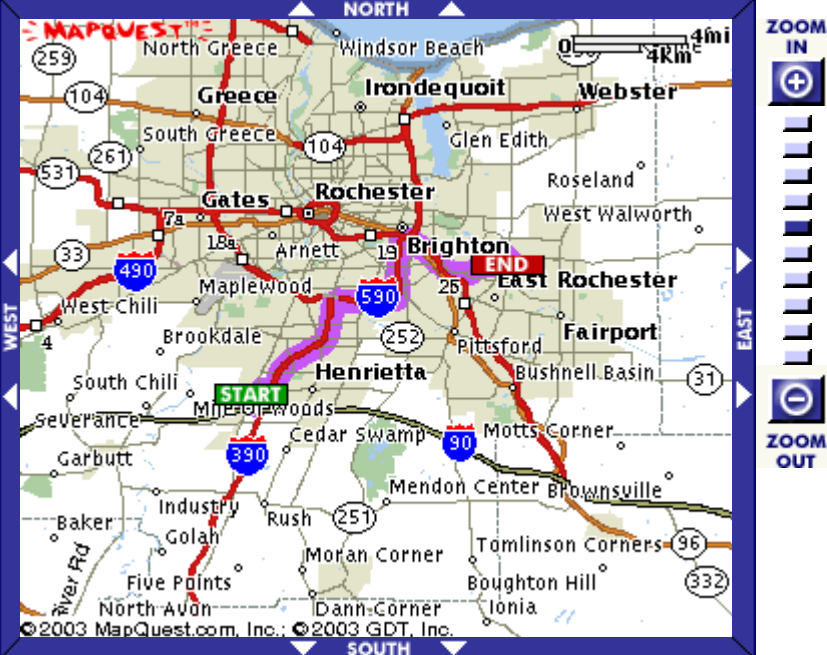 NORTH
MAPQUEST
TM
ZOOM
IN
259
North Greece
Windsor Beach
0
4mi
4Km
104
Greece
Irondequoit
Webster
South Greece
104
Glen Edith
261
531
Roseland
Gates
Rochester
West Walworth
7a
18a
Arnett
19
Brighton
33
490
END
East Rochester
Maplewood
590
25
West Chili
WEST
EAST
4
Brookdale
252
Pittsford
Fairport
Henrietta
Bushnell Basin
31
South Chili
START
Mile Of Woods
Severance
Cedar Swamp
90
Motts Corner
ZOOM
OUT
Garbutt
390
Mendon Center
Brownsville
Industry
Rush
251
Baker
Golah
Tomlinson Corners
96
Moran Corner
Five Points
Boughton Hill
332
River Rd
North Avon
Dann Corner
Ionia
©2003 MapQuest.com, Inc.; ©2003 GDT, Inc.
SOUTH